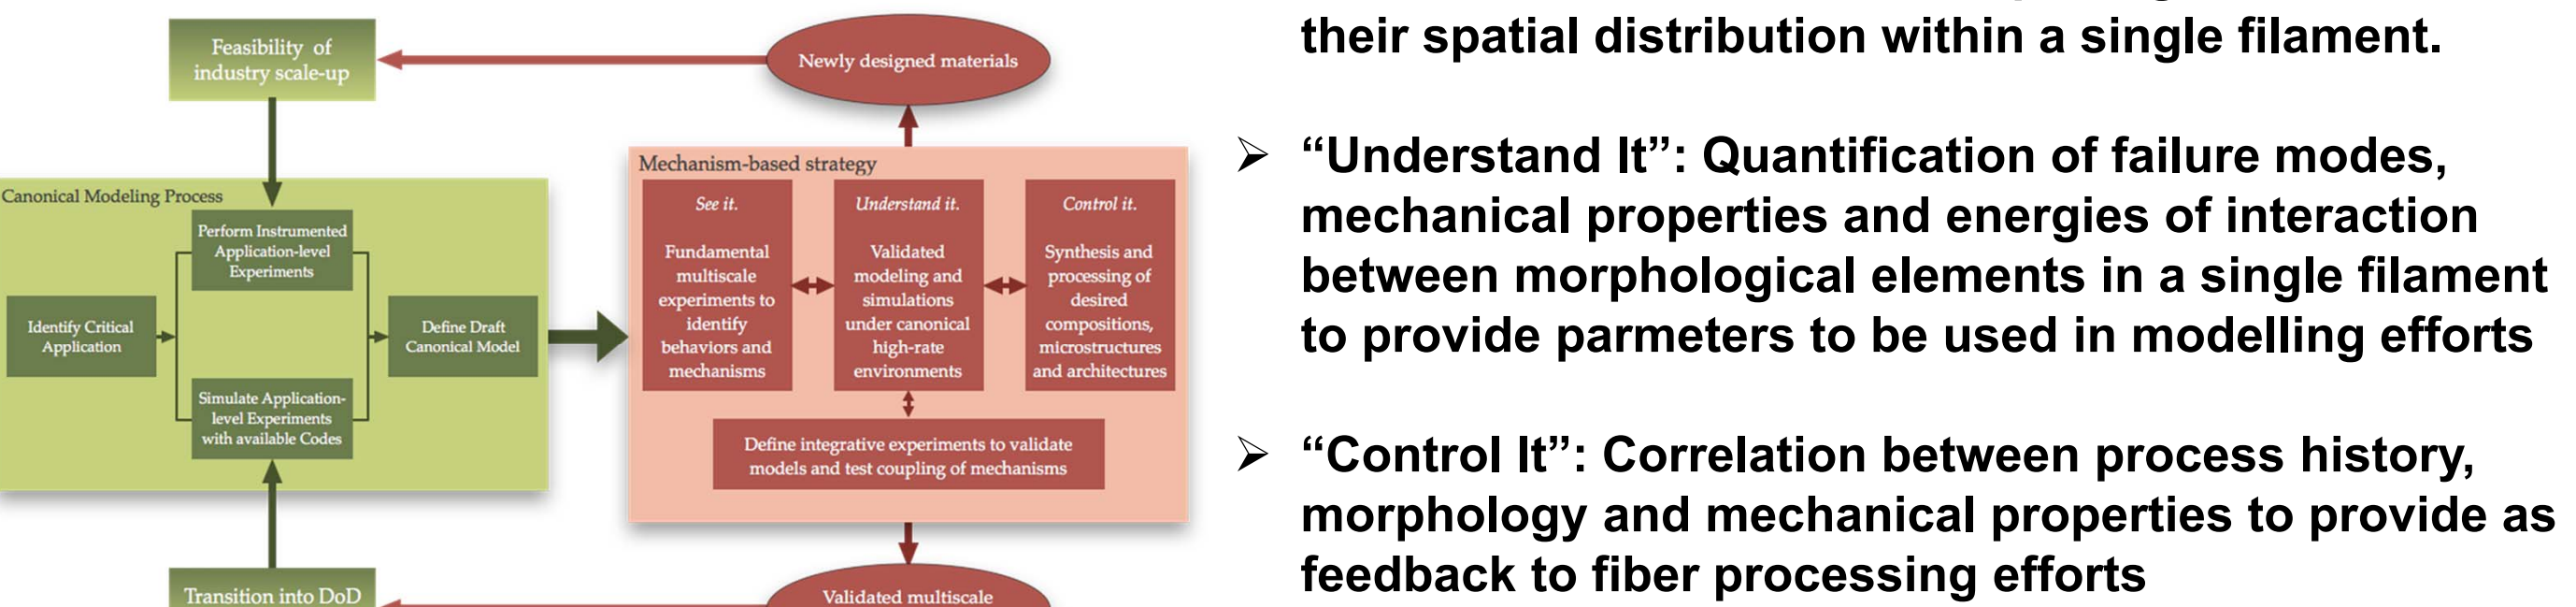 Feasibility of
industry scale-up
Newly designed materials
Canonical Modeling Process
Perform Instrumented
Application-level
Experiments
Identify Critical
Application
Define Draft
Canonical Model
Simulate Application-
level Experiments
with available Codes
Transition into DoD
Mechanism-based strategy
See it.
Fundamental
multiscale
experiments to
identify
behaviors and
mechanisms
Understand it.
Validated
modeling and
simulations
under canonical
high-rate
environments
Control it.
Synthesis and
processing of
desired
compositions,
microstructures
and architectures
Define integrative experiments to validate
models and test coupling of mechanisms
Validated multiscale
their spatial distribution within a single filament.
➢ “Understand It”: Quantification of failure modes,
mechanical properties and energies of interaction
between morphological elements in a single filament
to provide parmeters to be used in modelling efforts
➢ “Control It”: Correlation between process history,
morphology and mechanical properties to provide as
feedback to fiber processing efforts